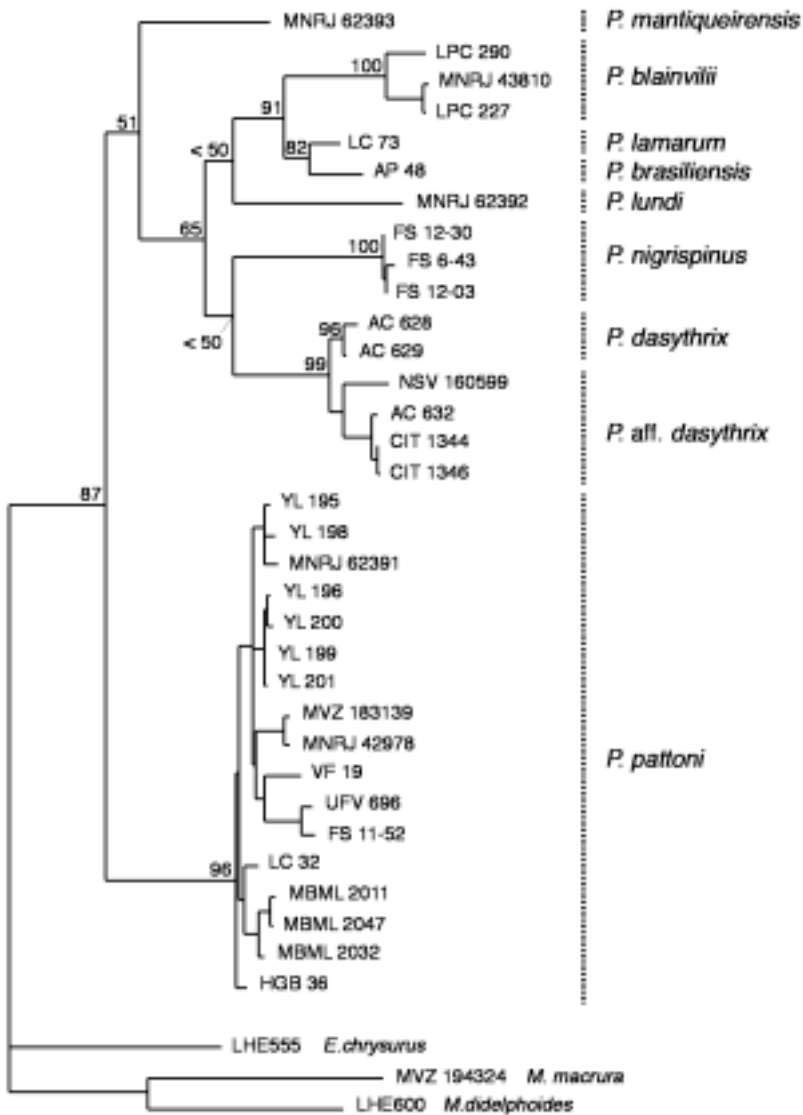 MNRJ 62393 P. mantiqueirensis
LPC 290
100
MNRJ 43810 P. blainvilii
LPC 227
91
51
LC 73 P. lamarum
< 50
82
AP 48 P. brasiliensis
MNRJ 62392 P. lundi
65
FS 12-30
100
FS 6-43 P. nigrispinus
FS 12-03
AC 628
96
P. dasythrix
< 50
AC 629
99
NSV 160599
AC 632
CIT 1344 P. aff. dasythrix
CIT 1346
87
YL 195
YL 198
MNRJ 62391
YL 196
YL 200
YL 199
YL 201
MVZ 183139
MNRJ 42978
P. pattoni
VF 19
UFV 696
FS 11-52
96
LC 32
MBML 2011
MBML 2047
MBML 2032
HGB 36
LHE555 E.chrysurus
MVZ 194324 M. macrura
LHE600 M.didelphoides